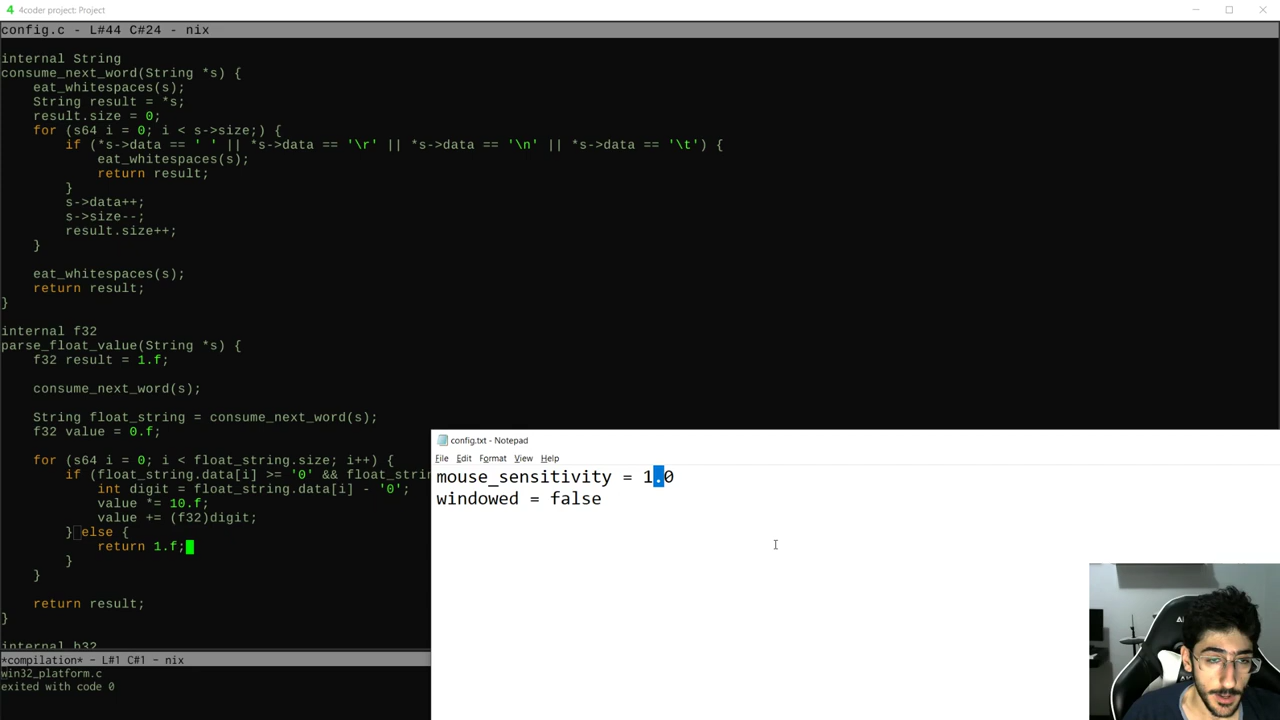 4coder project: Project
config.c - L#44 C#24 - nix
internal String
consume_next_word(String *s) {
eat_whitespaces(s);
String result = *s;
result.size = 0;
for (s64 i = 0; i < s->size;) {
if (*s->data == ' ' || *s->data == '\r' || *s->data == '\n' || *s->data == '\t') {
eat_whitespaces(s);
return result;
}
s->data++;
s->size--;
result.size++;
}
eat_whitespaces(s);
return result;
}
internal f32
parse_float_value(String *s) {
f32 result = 1.f;
consume_next_word(s);
String float_string = consume_next_word(s);
f32 value = 0.f;
for (s64 i = 0; i < float_string.size; i++) {
if (float_string.data[i] >= '0' && float_stri
int digit = float_string.data[i] - '0';
value *= 10.f;
value += (f32)digit;
} else {
return 1.f;
}
}
return result;
}
internal b32
*compilation* - L#1 C#1 - nix
win32_platform.c
exited with code 0
config.txt - Notepad
File Edit Format View Help
mouse_sensitivity = 1.0
windowed = false